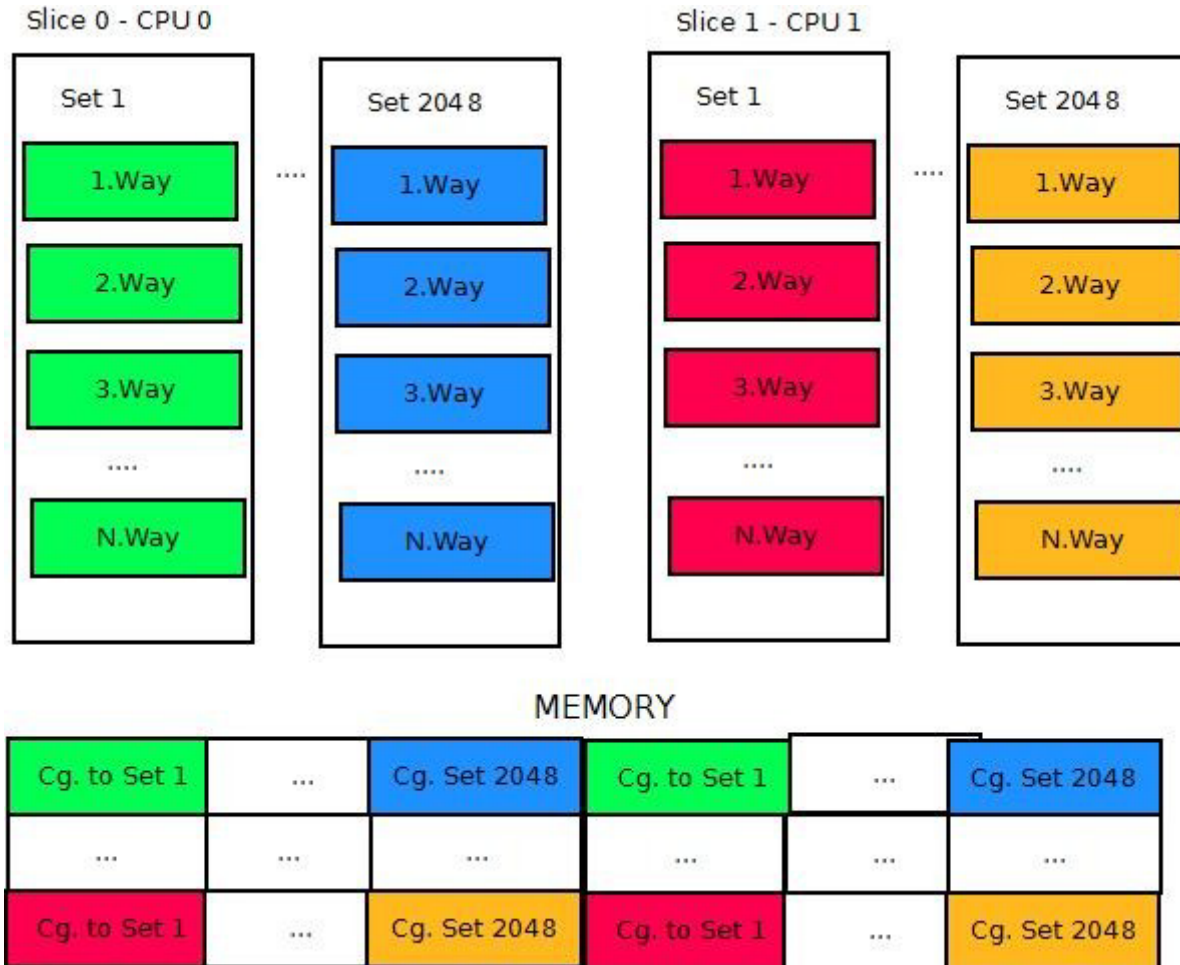 Slice 0 - CPU 0
Slice 1 - CPU 1
Set 1
Set 2048
Set 1
Set 2048
1.Way
....
1.Way
1.Way
....
1.Way
2.Way
2.Way
2.Way
2.Way
3.Way
3.Way
3.Way
3.Way
....
....
....
....
N.Way
N.Way
N.Way
N.Way
MEMORY
Cg. to Set 1
...
Cg. Set 2048
Cg. to Set 1
...
Cg. Set 2048
...
...
...
...
...
...
Cg. to Set 1
...
Cg. Set 2048
Cg. to Set 1
...
Cg. Set 2048